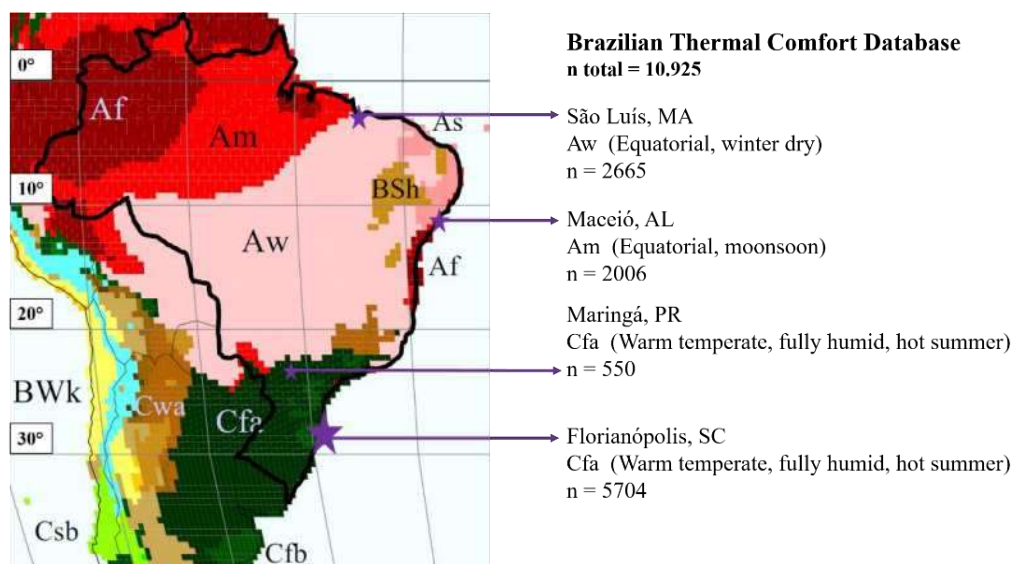 0°
10°
20°
30°
Af
Am
As
BSh
Aw
Af
BWk
Cwa
Cfa
Csb
Cfb
Brazilian Thermal Comfort Database
n total = 10.925
São Luís, MA
Aw (Equatorial, winter dry)
n = 2665
Maceió, AL
Am (Equatorial, moonsoon)
n = 2006
Maringá, PR
Cfa (Warm temperate, fully humid, hot summer)
n = 550
Florianópolis, SC
Cfa (Warm temperate, fully humid, hot summer)
n = 5704